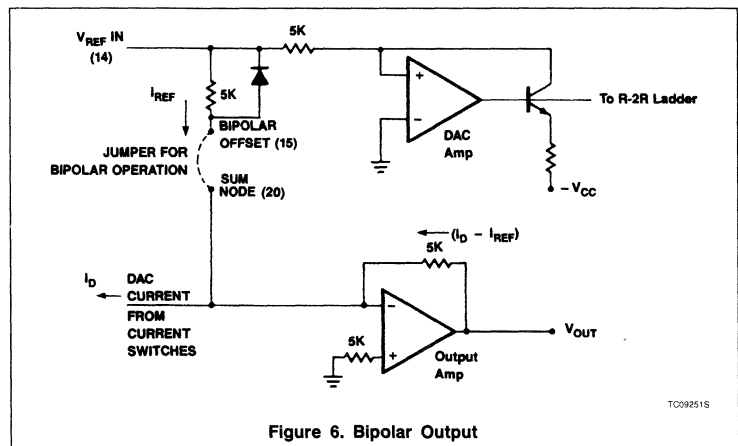 V_REF IN
(14)
5K
I_REF
5K
BIPOLAR
OFFSET (15)
JUMPER FOR
BIPOLAR OPERATION
SUM
NODE (20)
+
−
DAC
Amp
To R-2R Ladder
− V_CC
(I_D − I_REF)
5K
I_D
DAC
CURRENT
FROM
CURRENT
SWITCHES
−
+
5K
Output
Amp
V_OUT
TC09251S
Figure 6. Bipolar Output